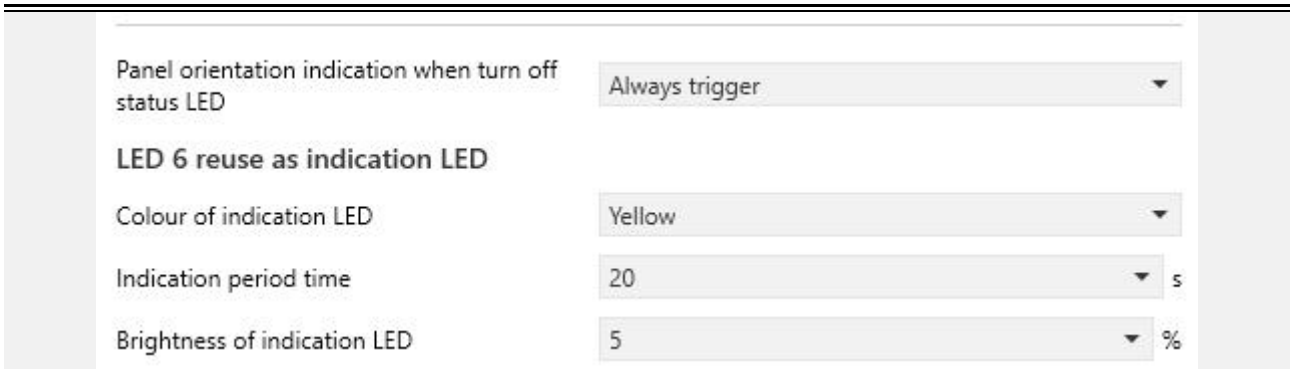 Panel orientation indication when turn off
status LED
Always trigger
LED 6 reuse as indication LED
Colour of indication LED
Yellow
Indication period time
20
s
Brightness of indication LED
5
%